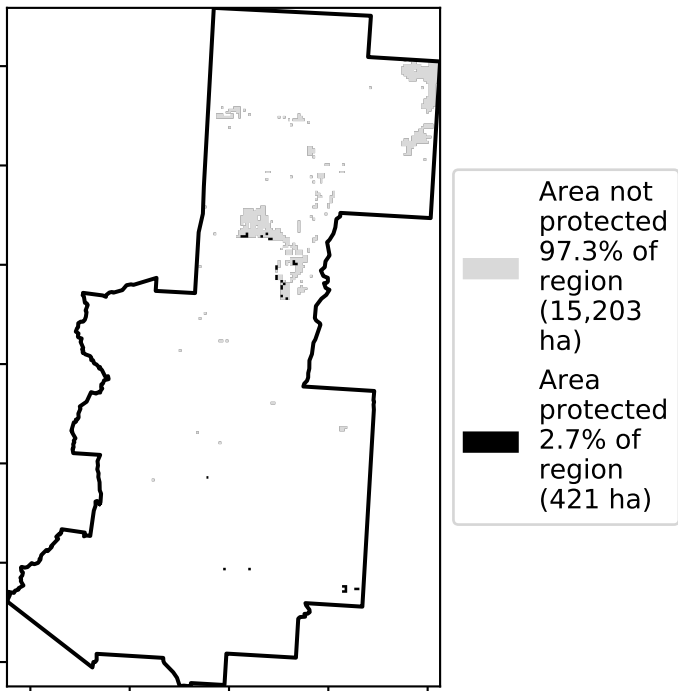 Area not
protected
97.3% of
region
(15,203
ha)
Area
protected
2.7% of
region
(421 ha)